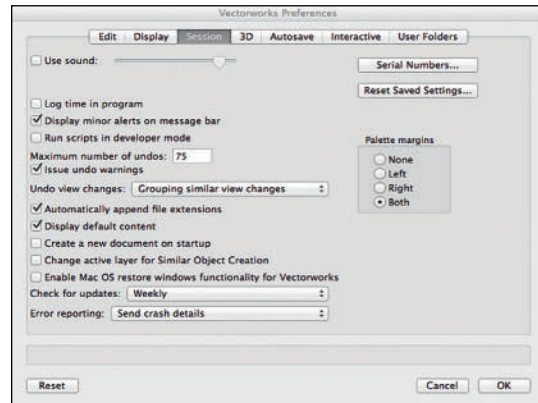 Vectorworks Preferences
Edit Display Session 3D Autosave Interactive User Folders
Use sound:
Serial Numbers...
Reset Saved Settings...
Log time in program
Display minor alerts on message bar
Run scripts in developer mode
Maximum number of undos: 75
Issue undo warnings
Undo view changes: Grouping similar view changes
Palette margins
None
Left
Right
Both
Automatically append file extensions
Display default content
Create a new document on startup
Change active layer for Similar Object Creation
Enable Mac OS restore windows functionality for Vectorworks
Check for updates: Weekly
Error reporting: Send crash details
Reset Cancel OK